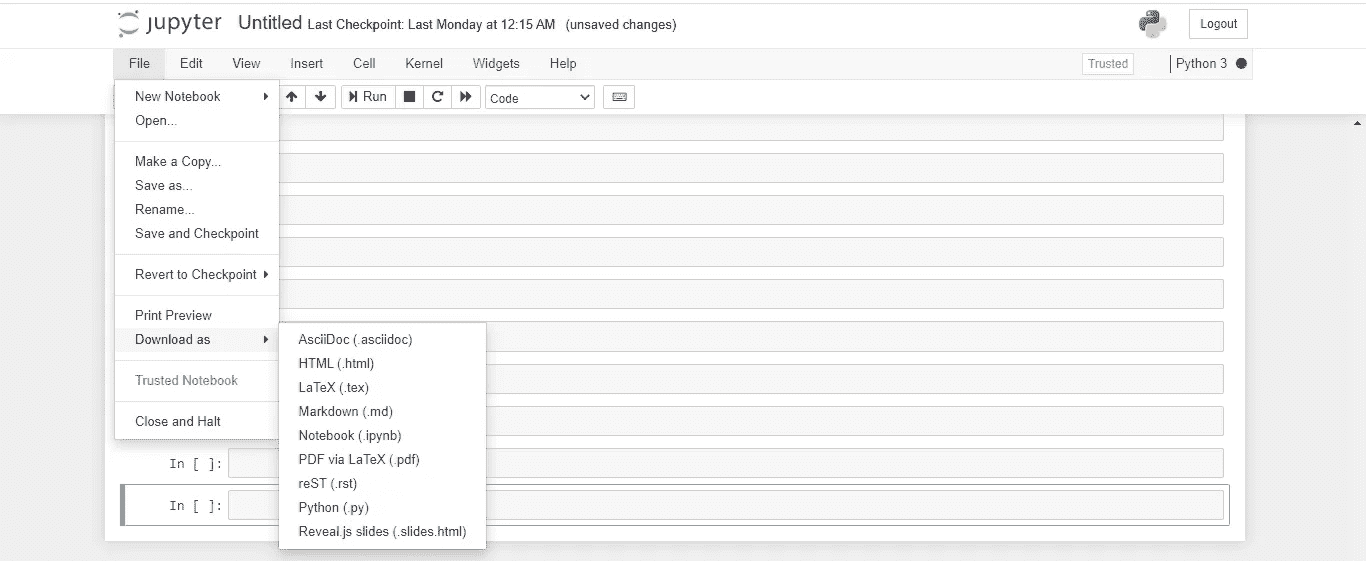 jupyter Untitled Last Checkpoint: Last Monday at 12:15 AM (unsaved changes) Logout
File Edit View Insert Cell Kernel Widgets Help Trusted Python 3
Run Code
New Notebook
Open...
Make a Copy...
Save as...
Rename...
Save and Checkpoint
Revert to Checkpoint
Print Preview
Download as
Trusted Notebook
Close and Halt
AsciiDoc (.asciidoc)
HTML (.html)
LaTeX (.tex)
Markdown (.md)
Notebook (.ipynb)
PDF via LaTeX (.pdf)
reST (.rst)
Python (.py)
Reveal.js slides (.slides.html)
In [ ]:
In [ ]: